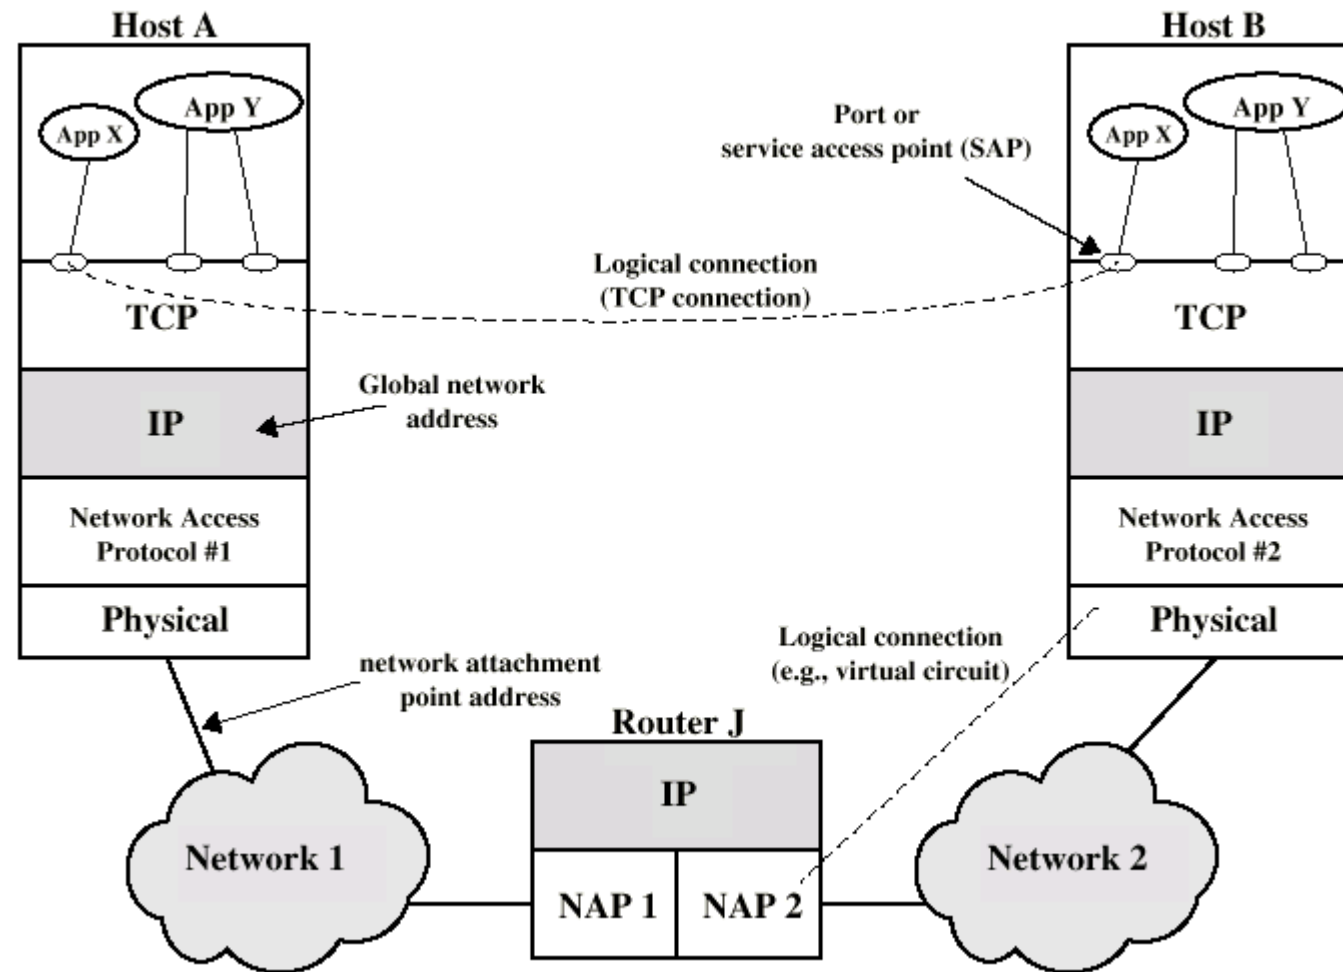 Host A
App X
App Y
TCP
IP
Network Access
Protocol #1
Physical
Host B
App X
App Y
TCP
IP
Network Access
Protocol #2
Physical
Port or
service access point (SAP)
Logical connection
(TCP connection)
Global network
address
network attachment
point address
Logical connection
(e.g., virtual circuit)
Router J
IP
NAP 1
NAP 2
Network 1
Network 2